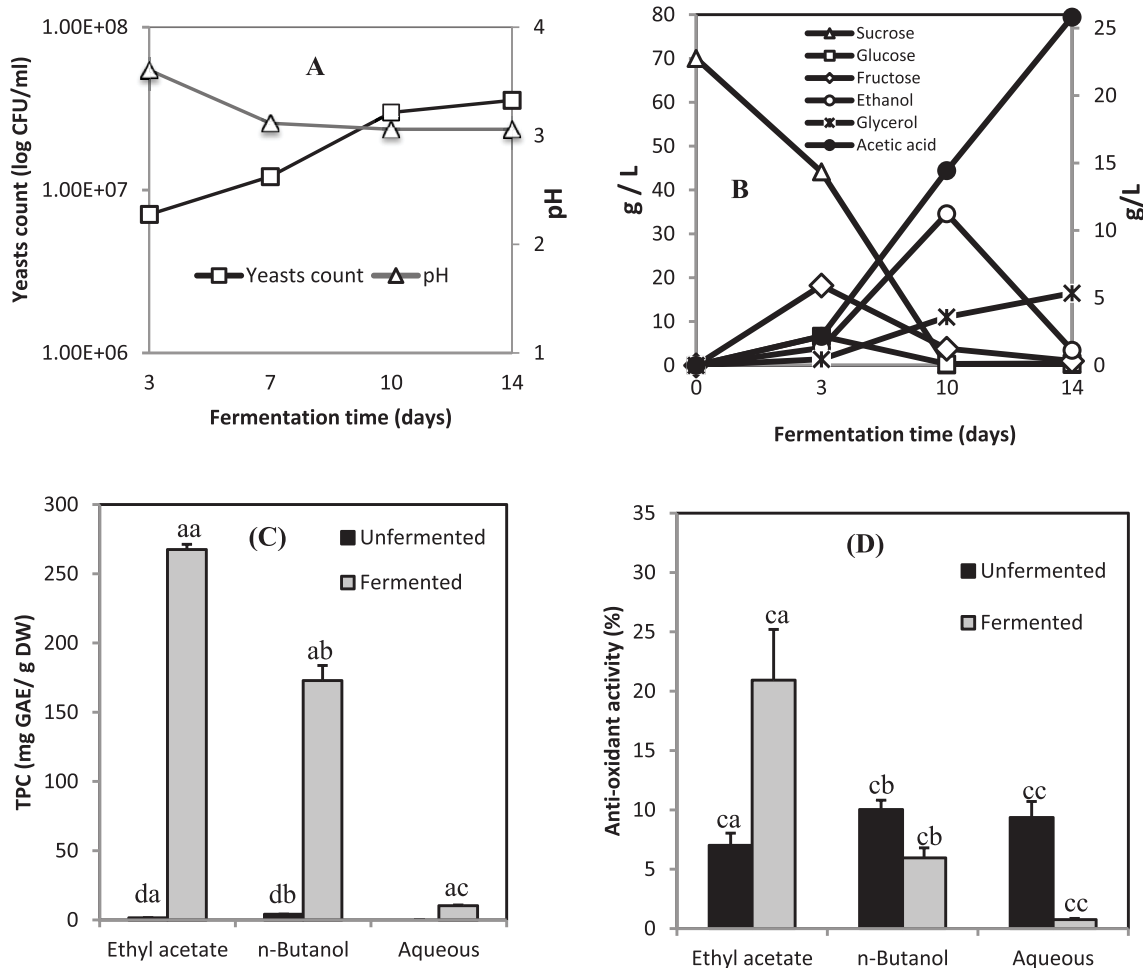 A
1.00E+08
1.00E+07
1.00E+06
Yeasts count (log CFU/ml)
4
3
2
1
pH
Yeasts count
pH
3 7 10 14
Fermentation time (days)
B
80
70
60
50
40
30
20
10
0
g / L
25
20
15
10
5
0
g/L
Sucrose
Glucose
Fructose
Ethanol
Glycerol
Acetic acid
0 3 10 14
Fermentation time (days)
(C)
300
250
200
150
100
50
0
TPC (mg GAE/ g DW)
Unfermented
Fermented
da aa
db ab
ac
Ethyl acetate n-Butanol Aqueous
(D)
35
30
25
20
15
10
5
0
Anti-oxidant activity (%)
Unfermented
Fermented
ca ca
cb cb
cc cc
Ethyl acetate n-Butanol Aqueous